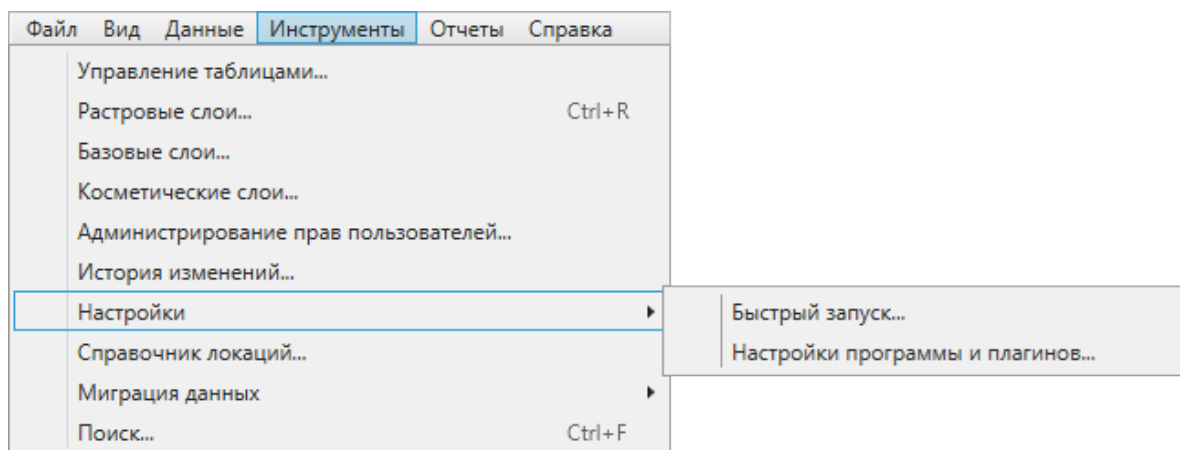 Файл Вид Данные Инструменты Отчеты Справка
Управление таблицами...
Растровые слои... Ctrl+R
Базовые слои...
Косметические слои...
Администрирование прав пользователей...
История изменений...
Настройки Быстрый запуск...
Справочник локаций... Настройки программы и плагинов...
Миграция данных
Поиск... Ctrl+F